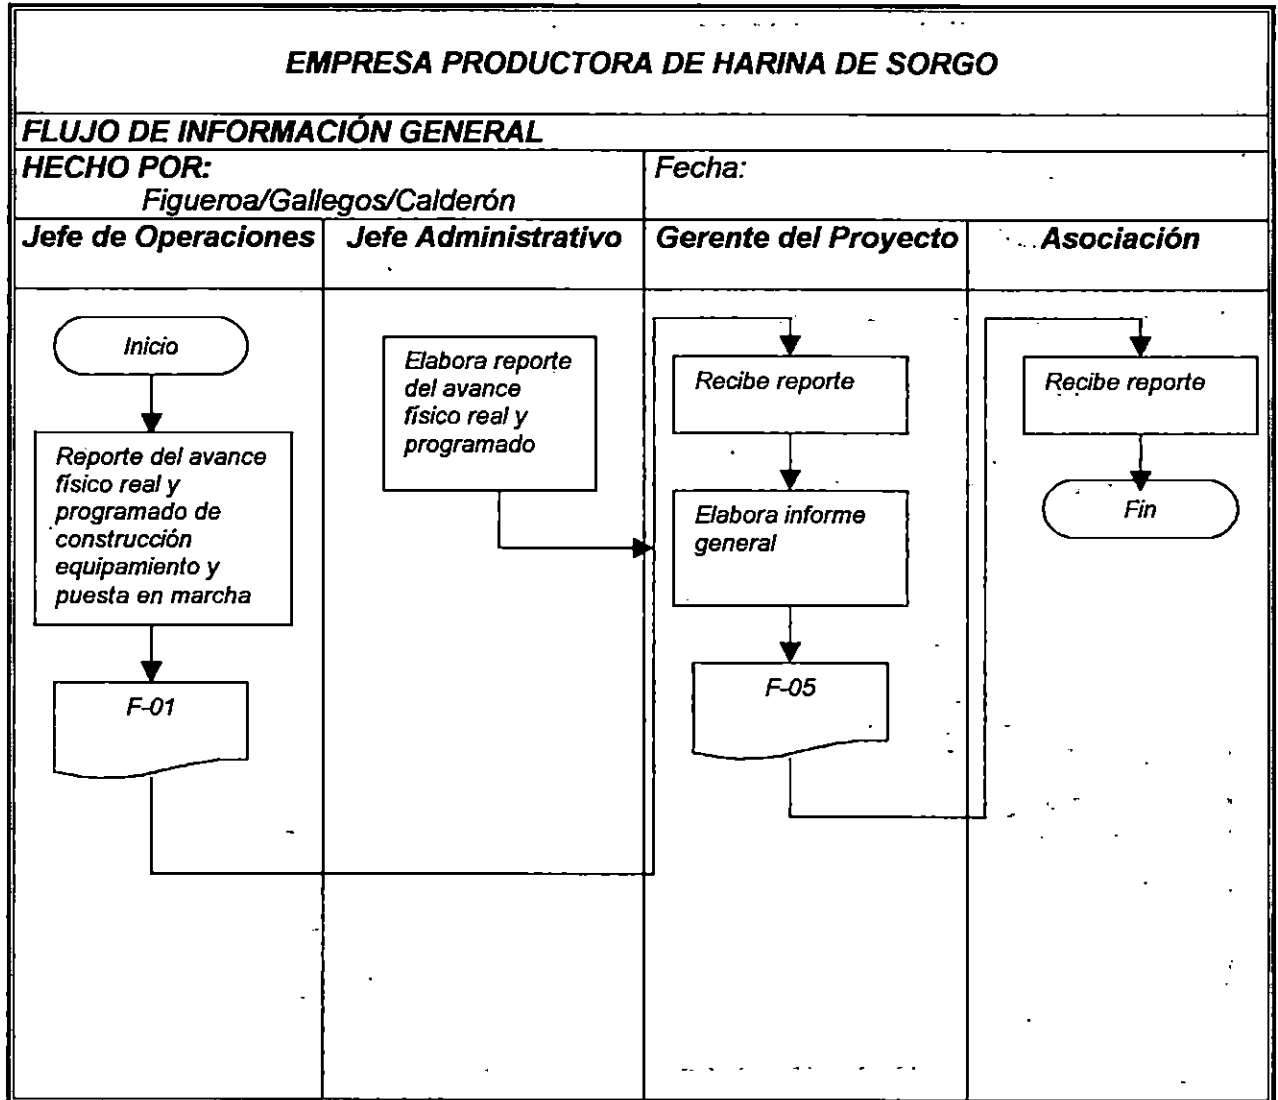 EMPRESA PRODUCTORA DE HARINA DE SORGO
FLUJO DE INFORMACIÓN GENERAL
HECHO POR:
Figueroa/Gallegos/Calderón
Fecha:
Jefe de Operaciones
Jefe Administrativo
Gerente del Proyecto
Asociación
Inicio
Reporte del avance
físico real y
programado de
construcción
equipamiento y
puesta en marcha
F-01
Elabora reporte
del avance
físico real y
programado
Recibe reporte
Elabora informe
general
F-05
Recibe reporte
Fin